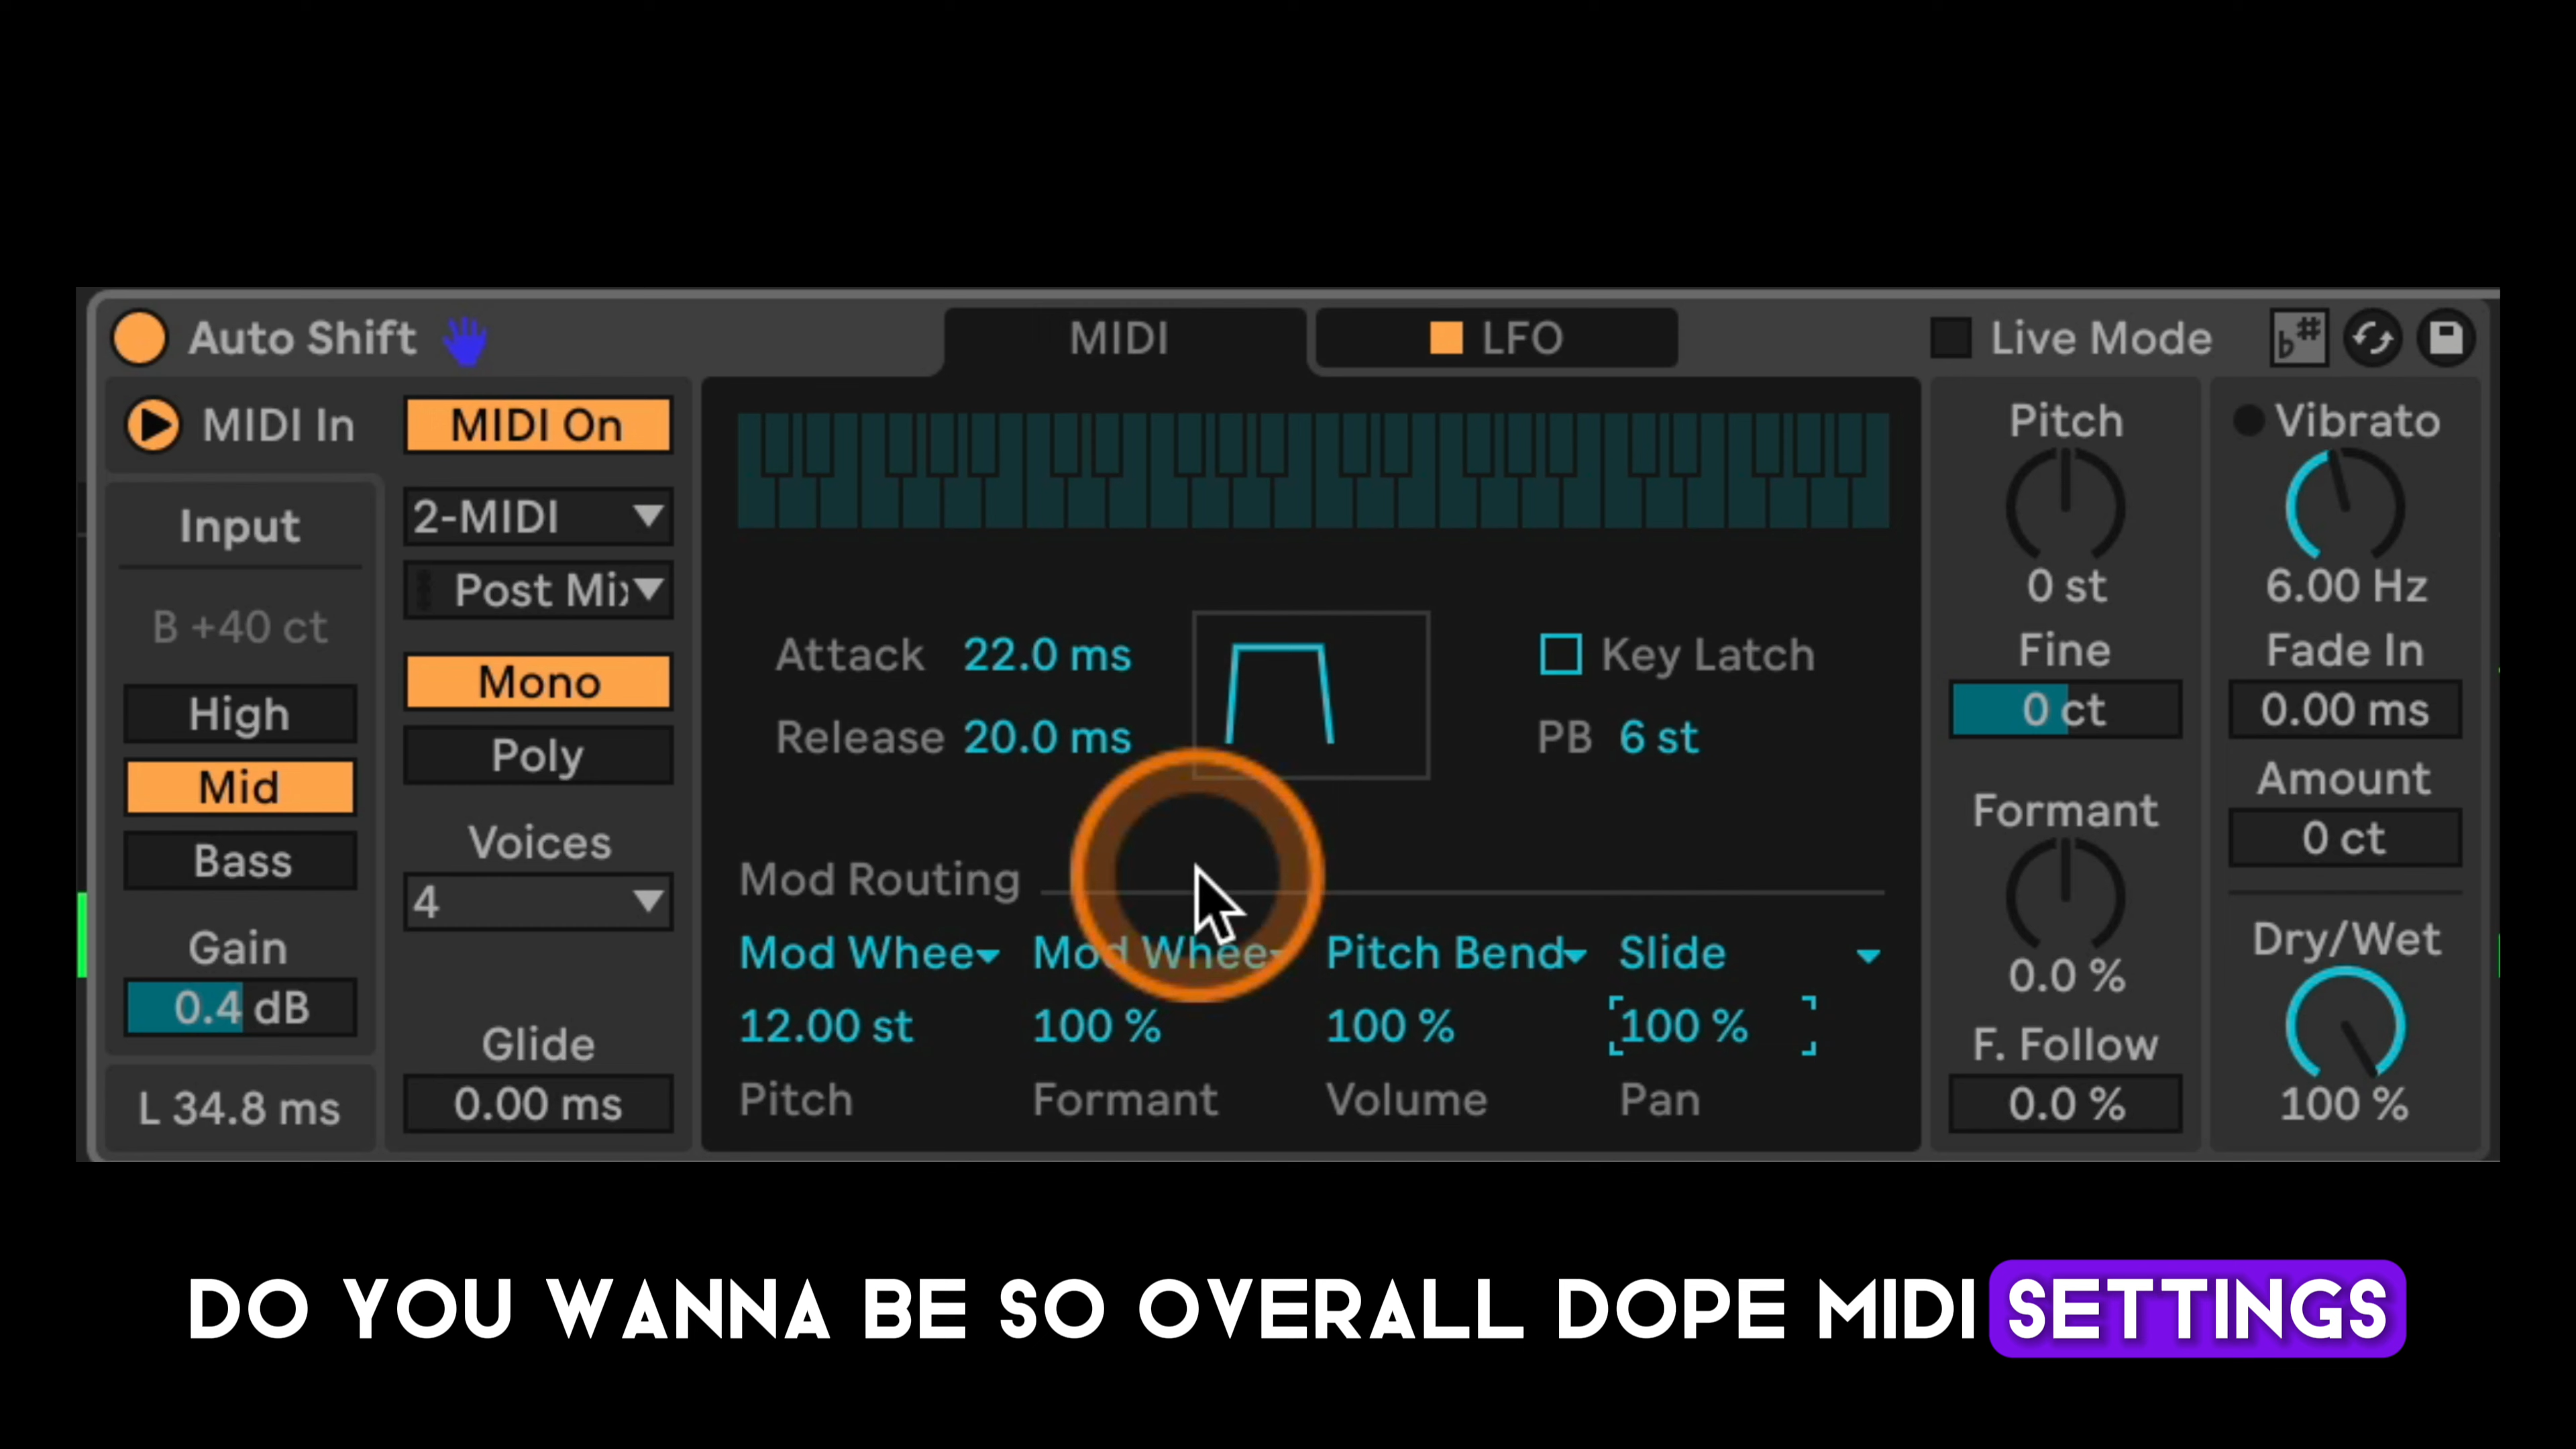 Auto Shift
MIDI
LFO
Live Mode
b #
MIDI In
MIDI On
Input
2-MIDI
Post Mix
B +40 ct
High
Mid
Bass
Mono
Poly
Voices
4
Gain
0.4 dB
Glide
L 34.8 ms
0.00 ms
Attack 22.0 ms
Release 20.0 ms
Key Latch
PB 6 st
Mod Routing
Mod Whee Mod Whee Pitch Bend Slide
12.00 st 100 % 100 % 100 %
Pitch Formant Volume Pan
Pitch
0 st
Fine
0 ct
Formant
0.0 %
F. Follow
0.0 %
Vibrato
6.00 Hz
Fade In
0.00 ms
Amount
0 ct
Dry/Wet
100 %
DO YOU WANNA BE SO OVERALL DOPE MIDI SETTINGS